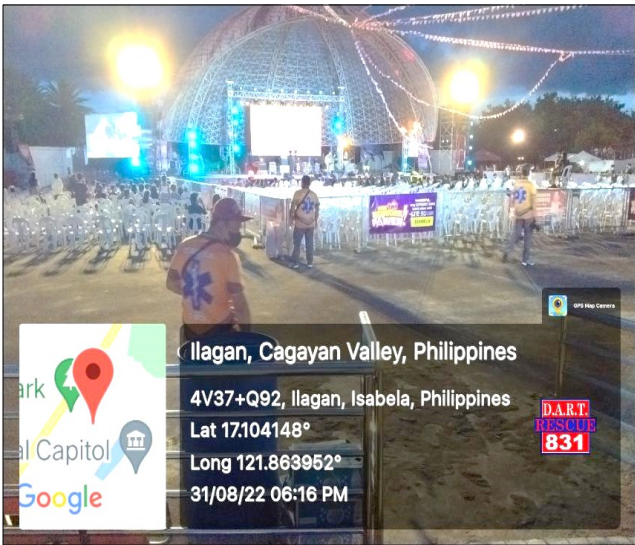 GPS Map Camera
Ilagan, Cagayan Valley, Philippines
4V37+Q92, Ilagan, Isabela, Philippines
Lat 17.104148°
Long 121.863952°
31/08/22 06:16 PM
ark
al Capitol
Google
D.A.R.T.
RESCUE
831